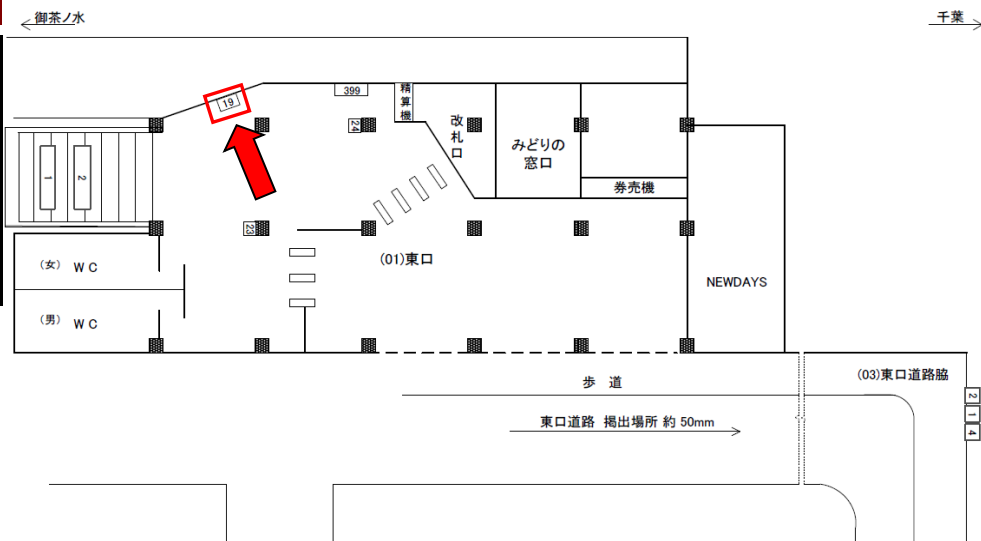 御茶ノ水
千葉
19
399
精算機
24
改札口
みどりの
窓口
券売機
1
2
23
(01)東口
(女) WC
(男) WC
NEWDAYS
歩 道
(03)東口道路脇
東口道路 掲出場所 約 50mm
2
1
4